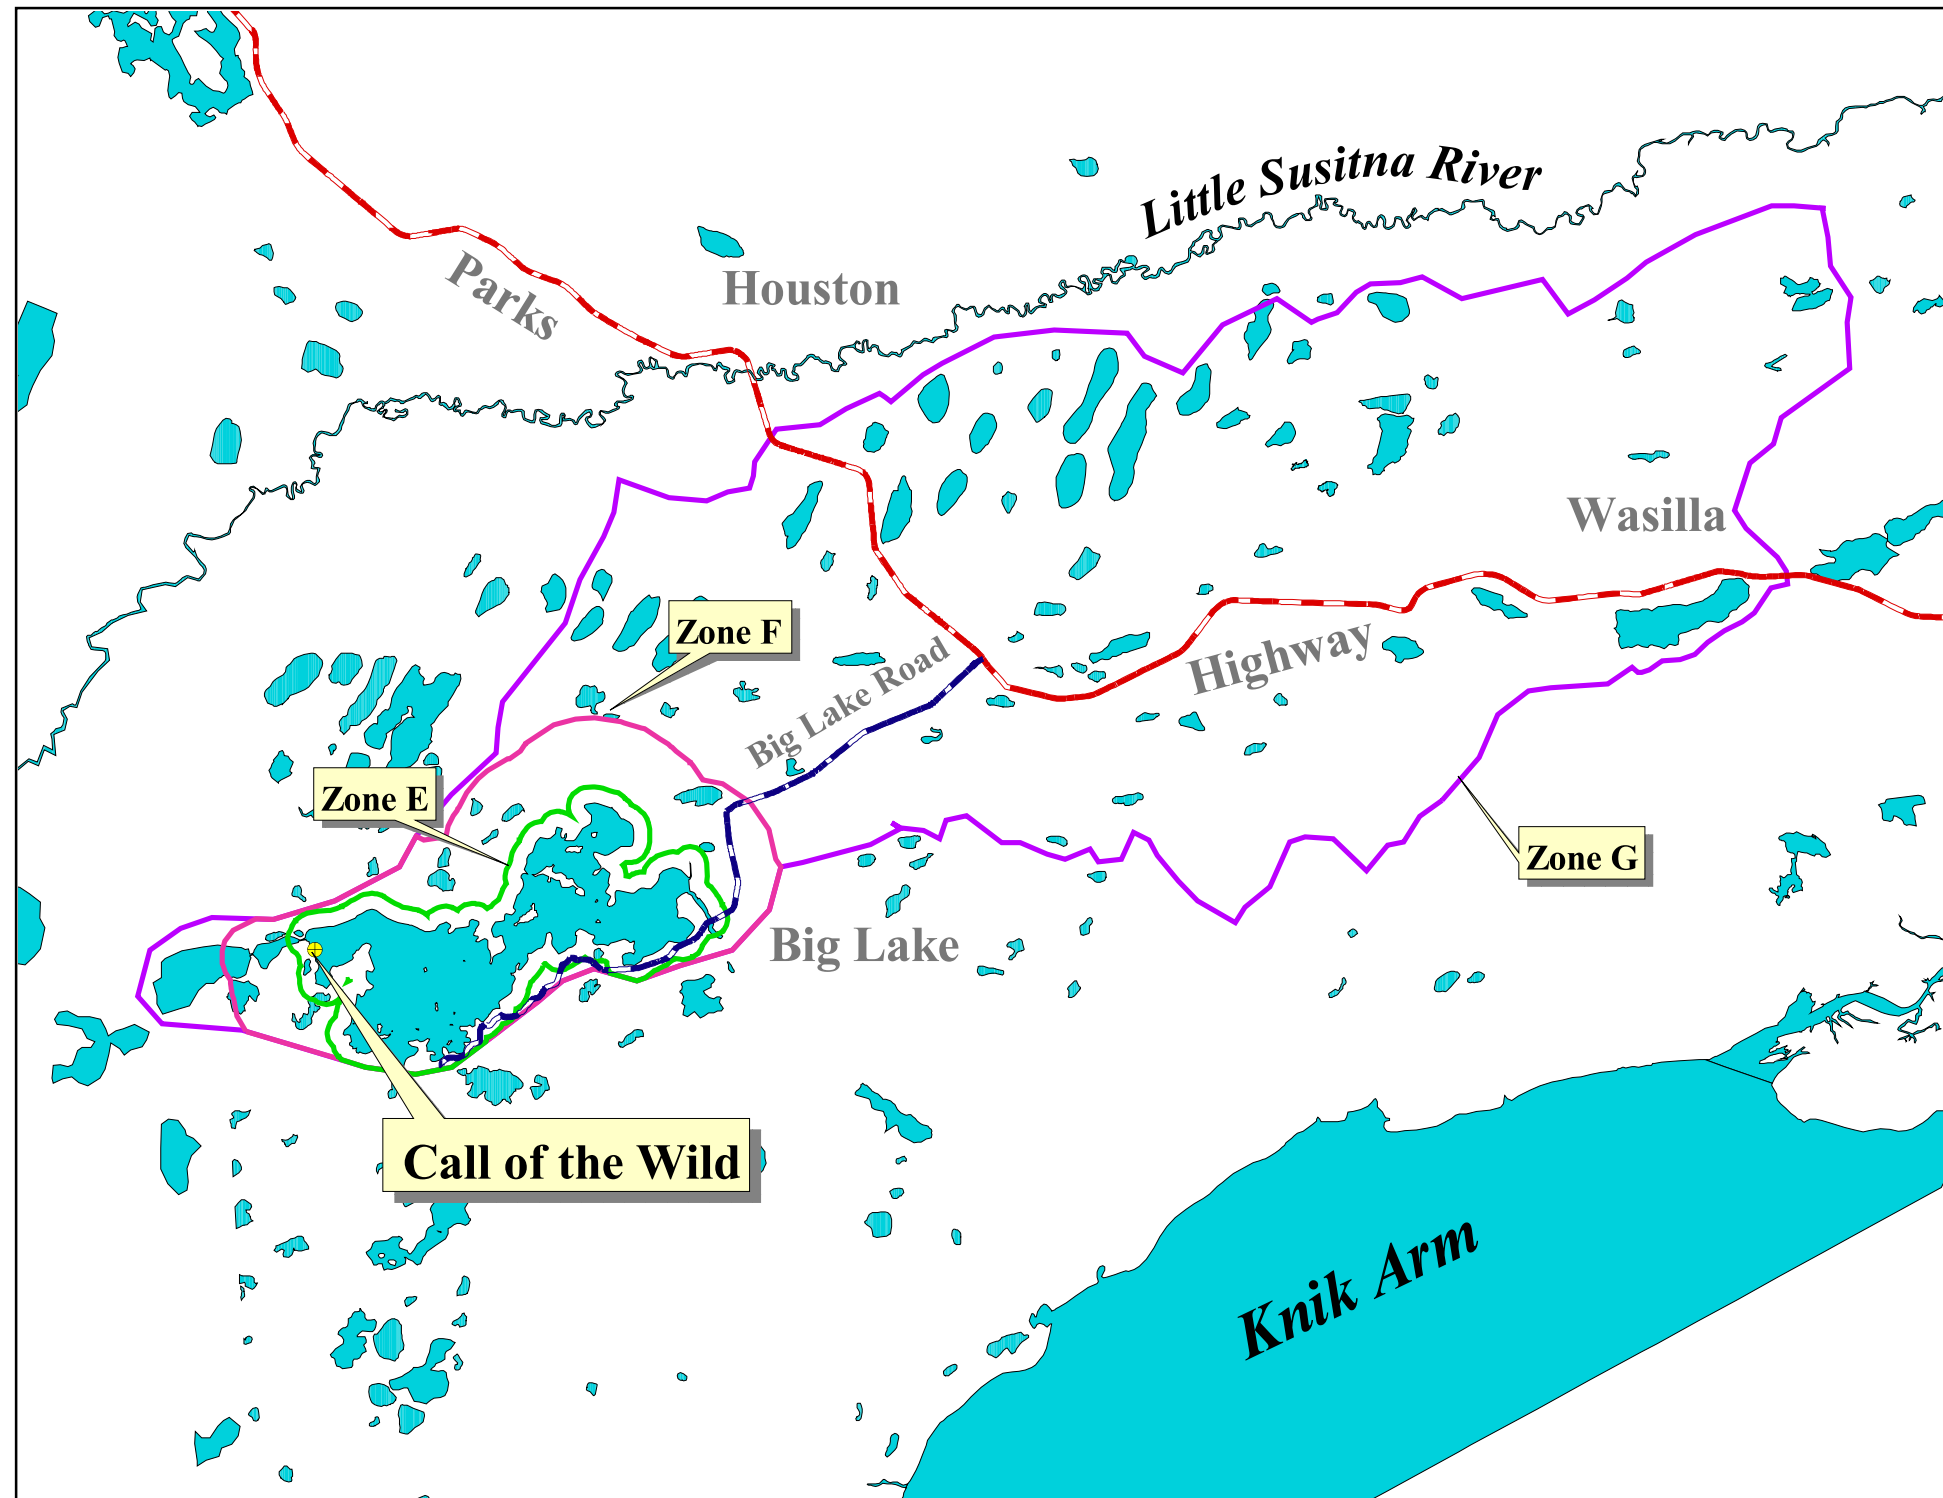 Little Susitna River
Parks
Houston
Wasilla
Zone F
Big Lake Road
Highway
Zone E
Zone G
Big Lake
Call of the Wild
Knik Arm